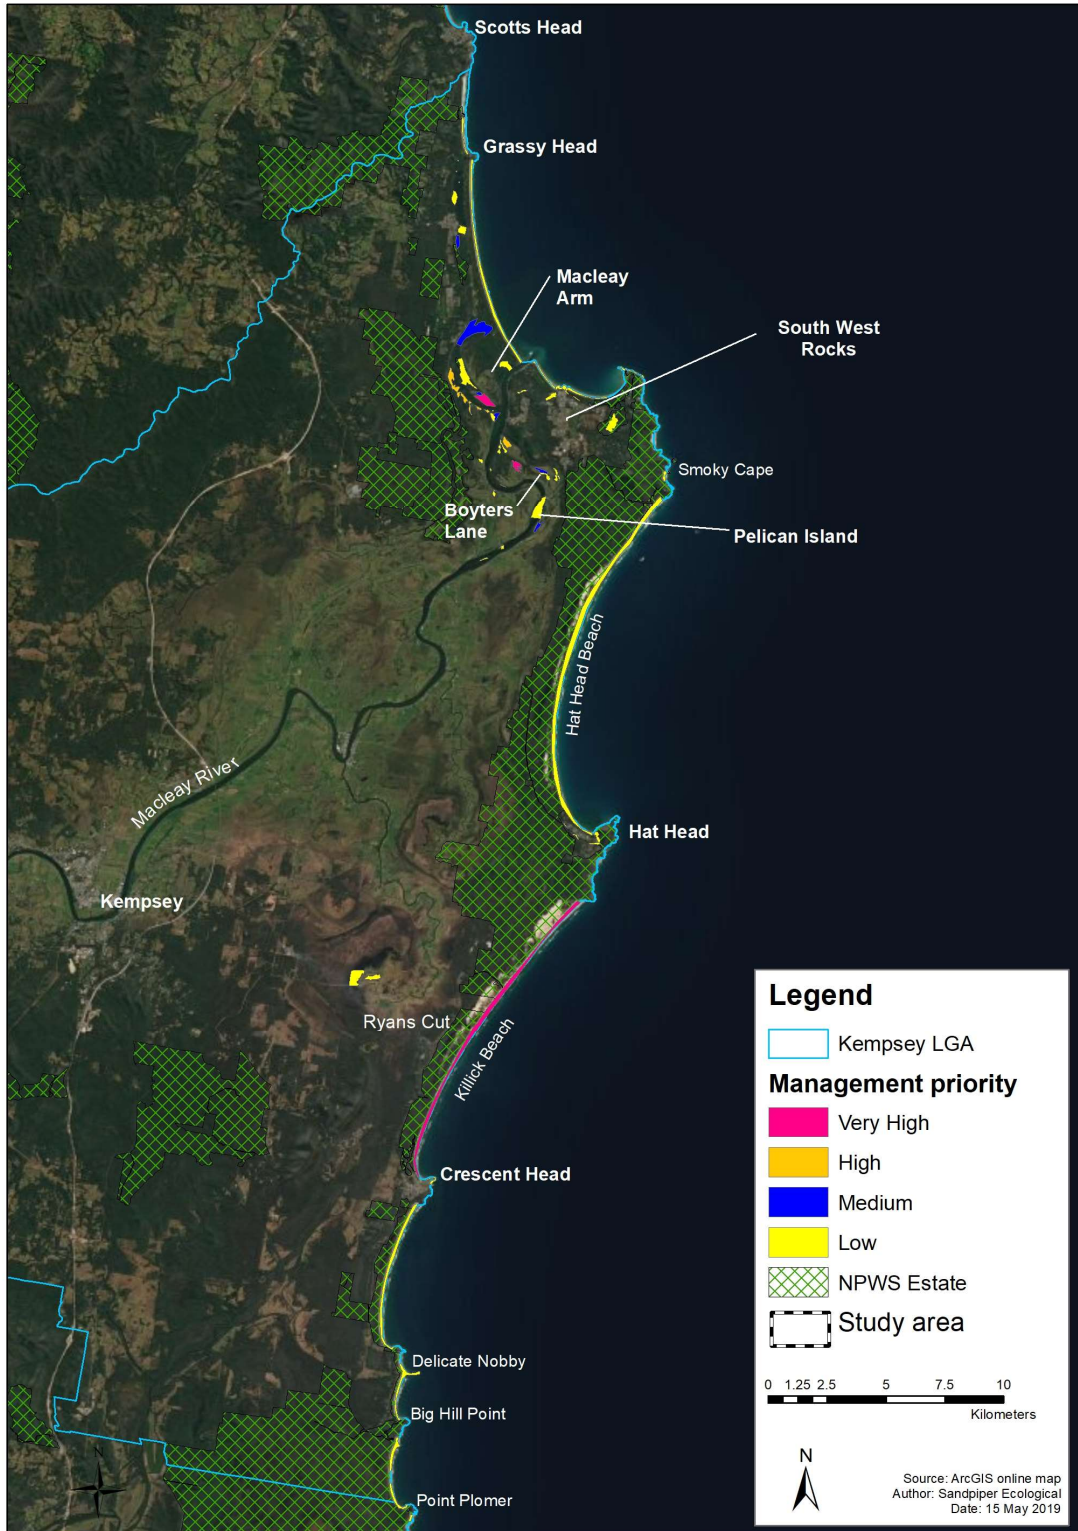 Scotts Head
Grassy Head
Macleay
Arm
South West
Rocks
Smoky Cape
Boyters
Lane
Pelican Island
Hat Head Beach
Macleay River
Hat Head
Kempsey
Ryans Cut
Killick Beach
Crescent Head
Delicate Nobby
Big Hill Point
Point Plomer
N
Legend
Kempsey LGA
Management priority
Very High
High
Medium
Low
NPWS Estate
Study area
0 1.25 2.5 5 7.5 10
Kilometers
N
Source: ArcGIS online map
Author: Sandpiper Ecological
Date: 15 May 2019